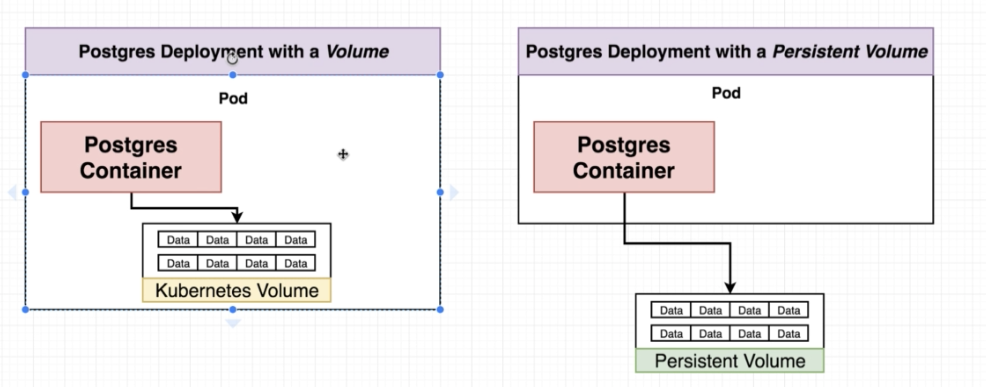 Postgres Deployment with a Volume
Pod
Postgres
Container
Data Data Data Data
Data Data Data Data
Kubernetes Volume
Postgres Deployment with a Persistent Volume
Pod
Postgres
Container
Data Data Data Data
Data Data Data Data
Persistent Volume